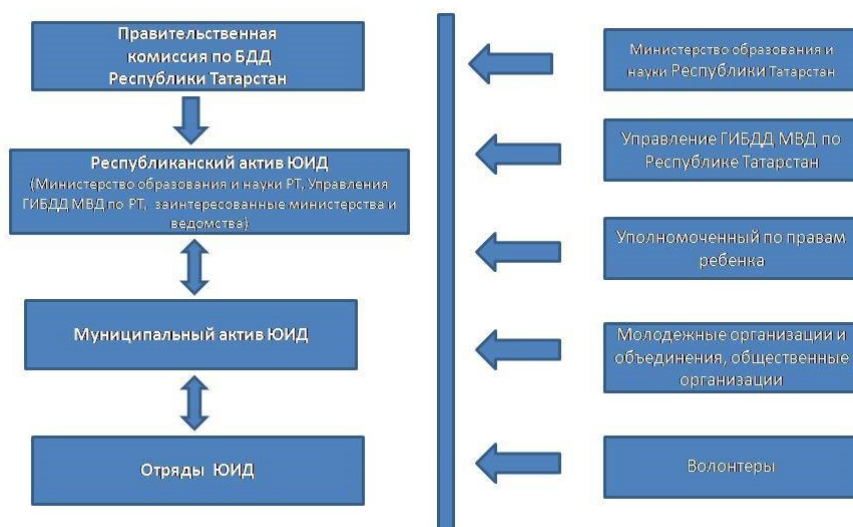 Правительственная
комиссия по БДД
Республики Татарстан
Республиканский актив ЮИД
(Министерство образования и науки РТ, Управления
ГИБДД МВД по РТ, заинтересованные министерства и
ведомства)
Муниципальный актив ЮИД
Отряды ЮИД
Министерство образования и
науки Республики Татарстан
Управление ГИБДД МВД по
Республике Татарстан
Уполномоченный по правам
ребенка
Молодежные организации и
объединения, общественные
организации
Волонтеры